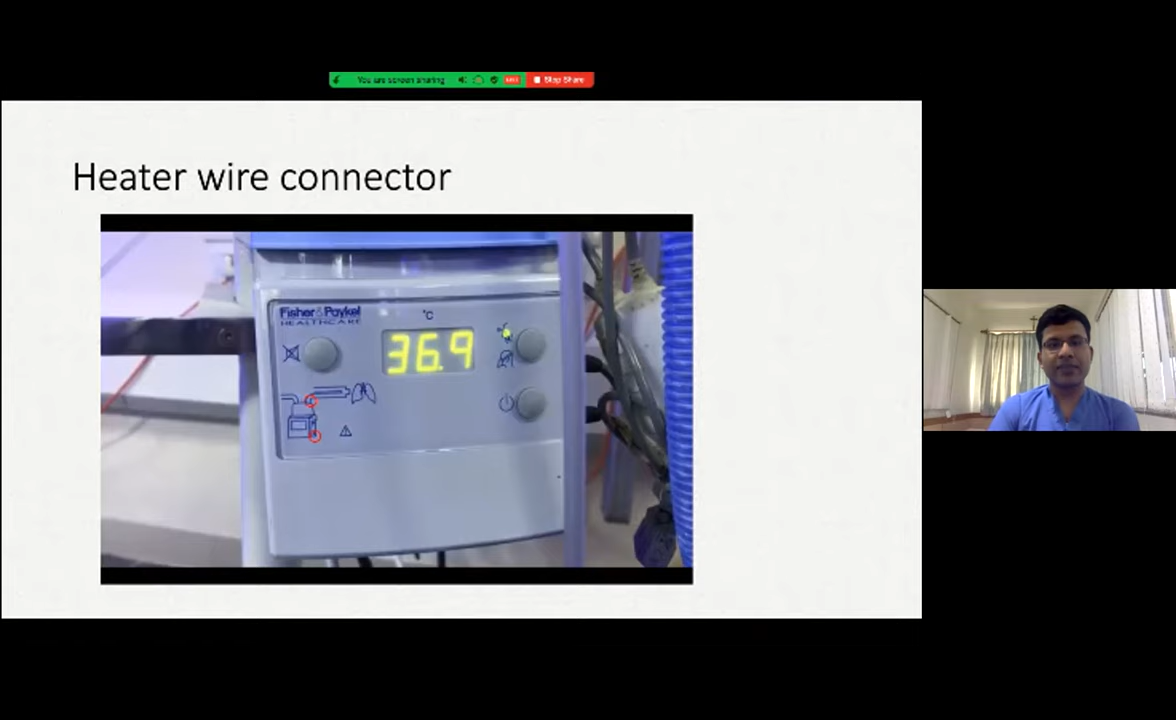 You are screen sharing
Stop Share
Heater wire connector
Fisher & Paykel
HEALTHCARE
°C
36.9